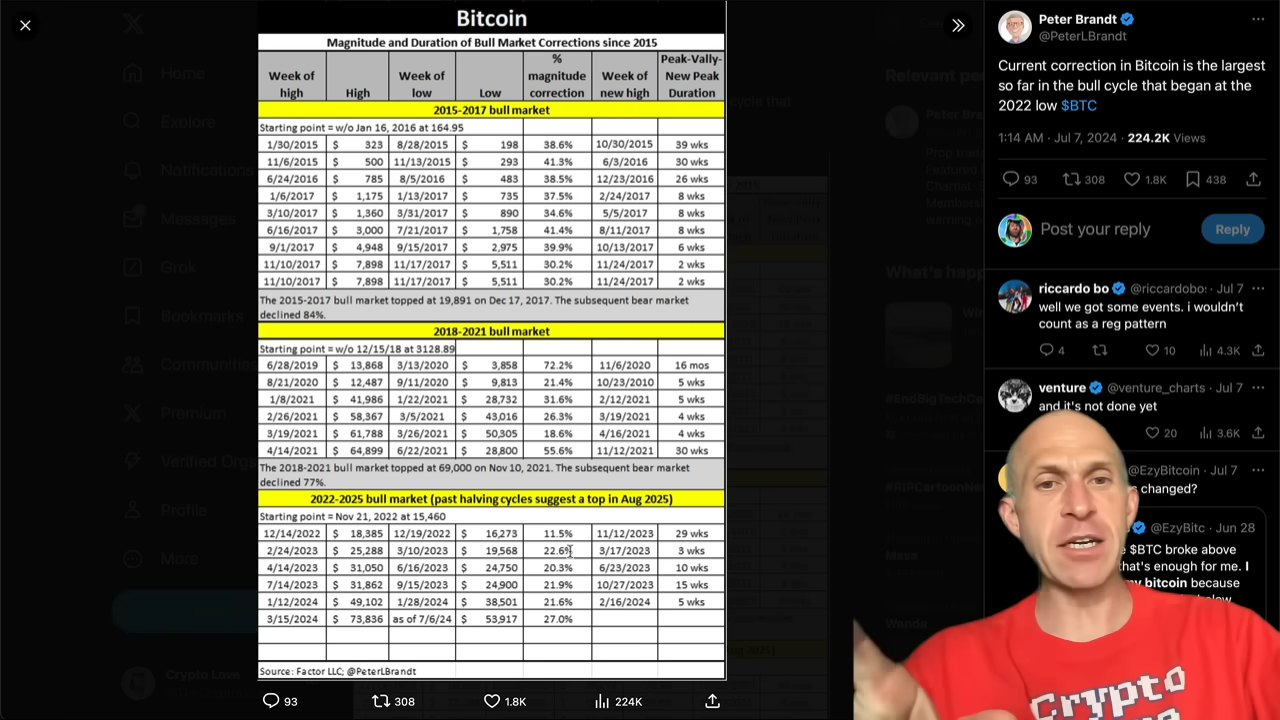 Bitcoin
Magnitude and Duration of Bull Market Corrections since 2015
Week of high | High | Week of low | Low | % magnitude correction | Week of new high | Peak-Vally-New Peak Duration
2015-2017 bull market
Starting point = w/o Jan 16, 2016 at 164.95
1/30/2015 $ 323 8/28/2015 $ 198 38.6% 10/30/2015 39 wks
11/6/2015 $ 500 11/13/2015 $ 293 41.3% 6/3/2016 30 wks
6/24/2016 $ 785 8/5/2016 $ 483 38.5% 12/23/2016 26 wks
1/6/2017 $ 1,175 1/13/2017 $ 735 37.5% 2/24/2017 8 wks
3/10/2017 $ 1,360 3/31/2017 $ 890 34.6% 5/5/2017 8 wks
6/16/2017 $ 3,000 7/21/2017 $ 1,758 41.4% 8/11/2017 8 wks
9/1/2017 $ 4,948 9/15/2017 $ 2,975 39.9% 10/13/2017 6 wks
11/10/2017 $ 7,898 11/17/2017 $ 5,511 30.2% 11/24/2017 2 wks
11/10/2017 $ 7,898 11/17/2017 $ 5,511 30.2% 11/24/2017 2 wks
The 2015-2017 bull market topped at 19,891 on Dec 17, 2017. The subsequent bear market
declined 84%.
2018-2021 bull market
Starting point = w/o 12/15/18 at 3128.89
6/28/2019 $ 13,868 3/13/2020 $ 3,858 72.2% 11/6/2020 16 mos
8/21/2020 $ 12,487 9/11/2020 $ 9,813 21.4% 10/23/2010 5 wks
1/8/2021 $ 41,986 1/22/2021 $ 28,732 31.6% 2/12/2021 5 wks
2/26/2021 $ 58,367 3/5/2021 $ 43,016 26.3% 3/19/2021 4 wks
3/19/2021 $ 61,788 3/26/2021 $ 50,305 18.6% 4/16/2021 4 wks
4/14/2021 $ 64,899 6/22/2021 $ 28,800 55.6% 11/12/2021 30 wks
The 2018-2021 bull market topped at 69,000 on Nov 10, 2021. The subsequent bear market
declined 77%.
2022-2025 bull market (past halving cycles suggest a top in Aug 2025)
Starting point = Nov 21, 2022 at 15,460
12/14/2022 $ 18,385 12/19/2022 $ 16,273 11.5% 11/12/2023 29 wks
2/24/2023 $ 25,288 3/10/2023 $ 19,568 22.6% 3/17/2023 3 wks
4/14/2023 $ 31,050 6/16/2023 $ 24,750 20.3% 6/23/2023 10 wks
7/14/2023 $ 31,862 9/15/2023 $ 24,900 21.9% 10/27/2023 15 wks
1/12/2024 $ 49,102 1/28/2024 $ 38,501 21.6% 2/16/2024 5 wks
3/15/2024 $ 73,836 as of 7/6/24 $ 53,917 27.0%
Source: Factor LLC; @PeterLBrandt
93 308 1.8K 224K
Home
Explore
Notifications
Messages
Grok
Bookmarks
Communities
Premium
Verified Orgs
Profile
More
Crypto Love
Peter Brandt
@PeterLBrandt
Current correction in Bitcoin is the largest
so far in the bull cycle that began at the
2022 low $BTC
1:14 AM · Jul 7, 2024 · 224.2K Views
93 308 1.8K 438
Post your reply
Reply
riccardo bo @riccardobo: · Jul 7
well we got some events. i wouldn't
count as a reg pattern
4 10 4.3K
venture @venture_charts · Jul 7
and it's not done yet
20 3.6K
@EzyBitcoin · Jul 7
changed?
@EzyBitc · Jun 28
$BTC broke above
that's enough for me. I
bitcoin because
Crypto